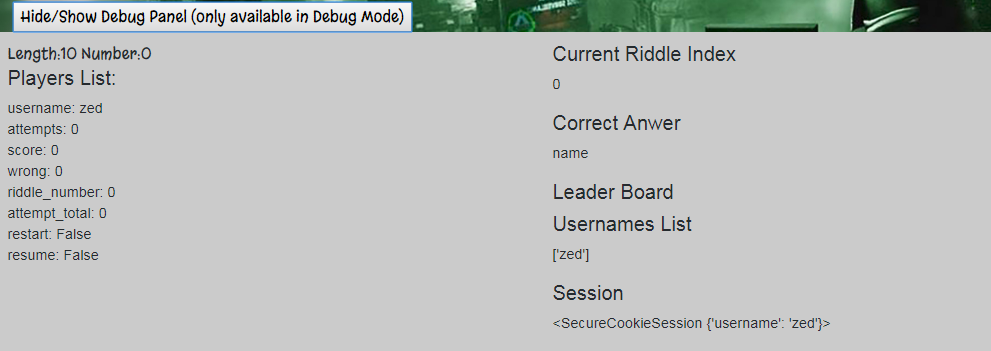 Hide/Show Debug Panel (only available in Debug Mode)
Length:10 Number:0
Players List:
username: zed
attempts: 0
score: 0
wrong: 0
riddle_number: 0
attempt_total: 0
restart: False
resume: False
Current Riddle Index
0
Correct Anwer
name
Leader Board
Usernames List
['zed']
Session
<SecureCookieSession {'username': 'zed'}>